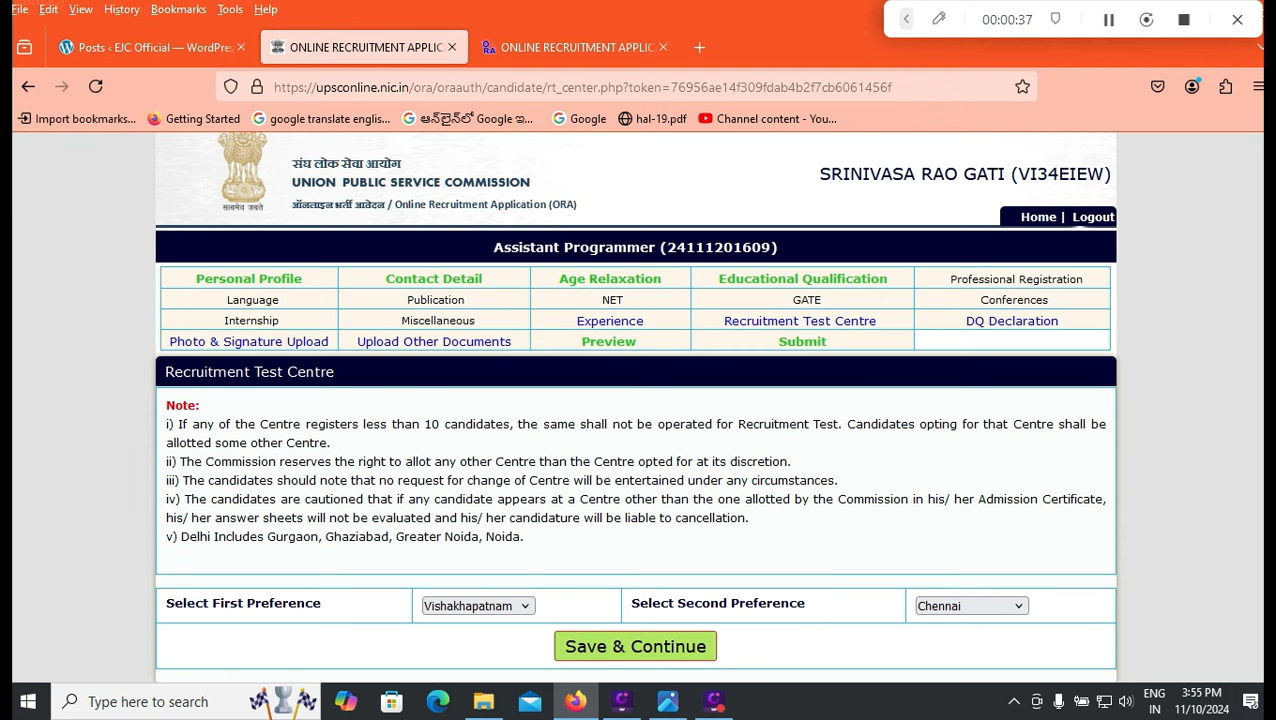 File Edit View History Bookmarks Tools Help
00:00:37
Posts ‹ EJC Official — WordPres
ONLINE RECRUITMENT APPLIC
ORA ONLINE RECRUITMENT APPLIC
https://upsconline.nic.in/ora/oraauth/candidate/rt_center.php?token=76956ae14f309fdab4b2f7cb6061456f
Import bookmarks... Getting Started google translate englis... ఆన్‌లైన్‌లో Google ఇ... Google hal-19.pdf Channel content - You...
संघ लोक सेवा आयोग
UNION PUBLIC SERVICE COMMISSION
ऑनलाइन भर्ती आवेदन / Online Recruitment Application (ORA)
सत्यमेव जयते
SRINIVASA RAO GATI (VI34EIEW)
Home | Logout
Assistant Programmer (24111201609)
Personal Profile Contact Detail Age Relaxation Educational Qualification Professional Registration
Language Publication NET GATE Conferences
Internship Miscellaneous Experience Recruitment Test Centre DQ Declaration
Photo & Signature Upload Upload Other Documents Preview Submit
Recruitment Test Centre
Note:
i) If any of the Centre registers less than 10 candidates, the same shall not be operated for Recruitment Test. Candidates opting for that Centre shall be
allotted some other Centre.
ii) The Commission reserves the right to allot any other Centre than the Centre opted for at its discretion.
iii) The candidates should note that no request for change of Centre will be entertained under any circumstances.
iv) The candidates are cautioned that if any candidate appears at a Centre other than the one allotted by the Commission in his/ her Admission Certificate,
his/ her answer sheets will not be evaluated and his/ her candidature will be liable to cancellation.
v) Delhi Includes Gurgaon, Ghaziabad, Greater Noida, Noida.
Select First Preference Vishakhapatnam Select Second Preference Chennai
Save & Continue
Type here to search
ENG
IN
3:55 PM
11/10/2024